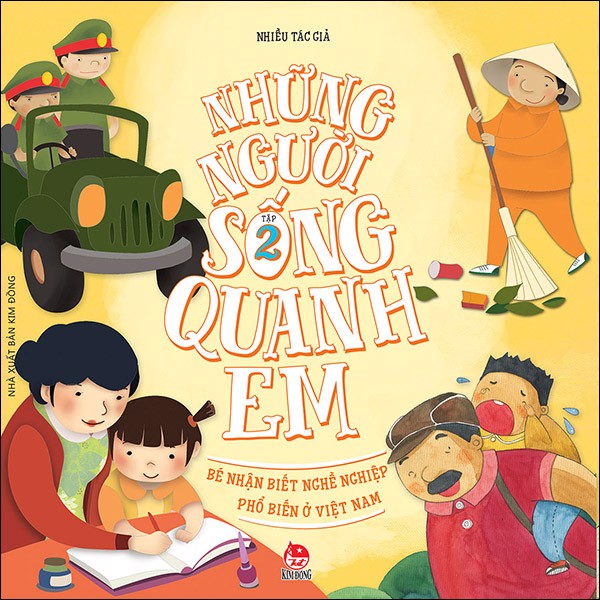 NHIỀU TÁC GIẢ
NHỮNG
NGƯỜI
TẬP
2
SỐNG
QUANH
EM
BÉ NHẬN BIẾT NGHỀ NGHIỆP
PHỔ BIẾN Ở VIỆT NAM
NHÀ XUẤT BẢN KIM ĐỒNG
KIM ĐỒNG